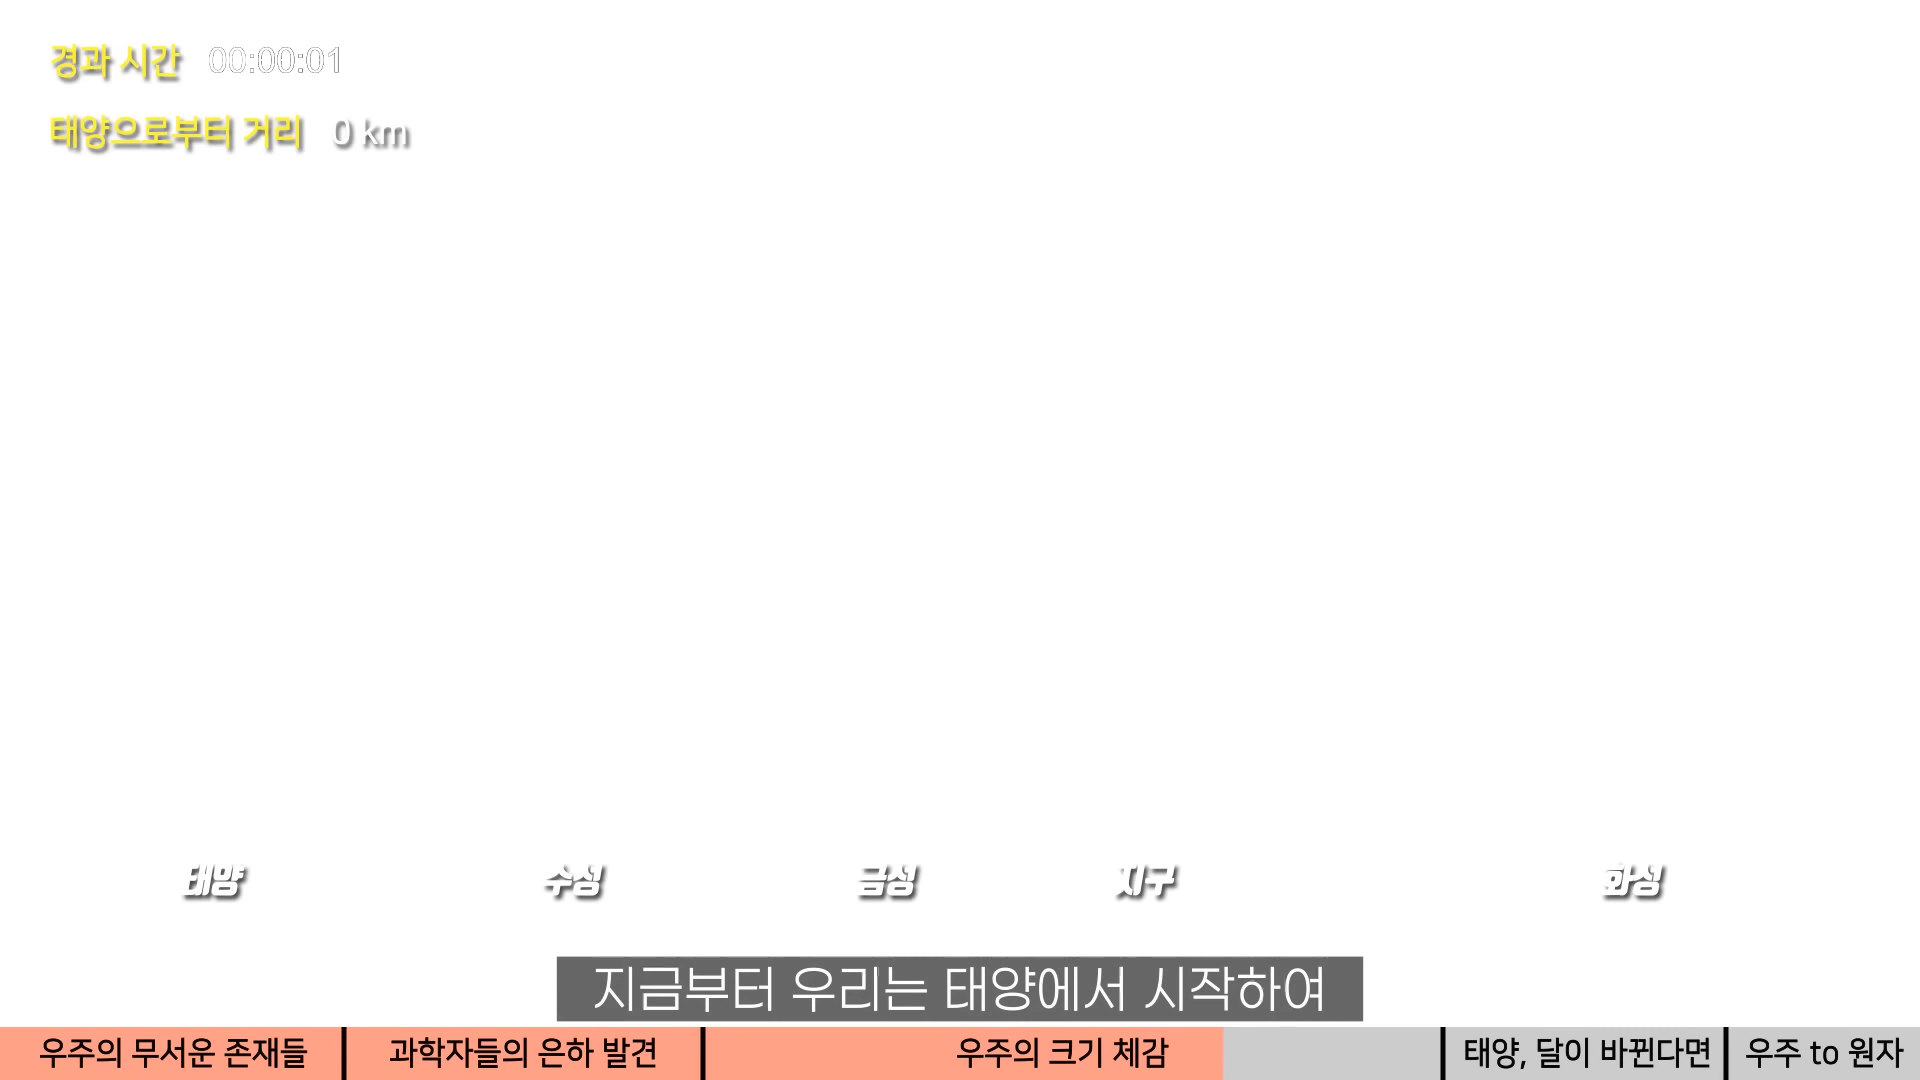 경과 시간 00:00:01
태양으로부터 거리 0 km
태양 수성 금성 지구 화성
지금부터 우리는 태양에서 시작하여
우주의 무서운 존재들 과학자들의 은하 발견 우주의 크기 체감 태양, 달이 바뀐다면 우주 to 원자